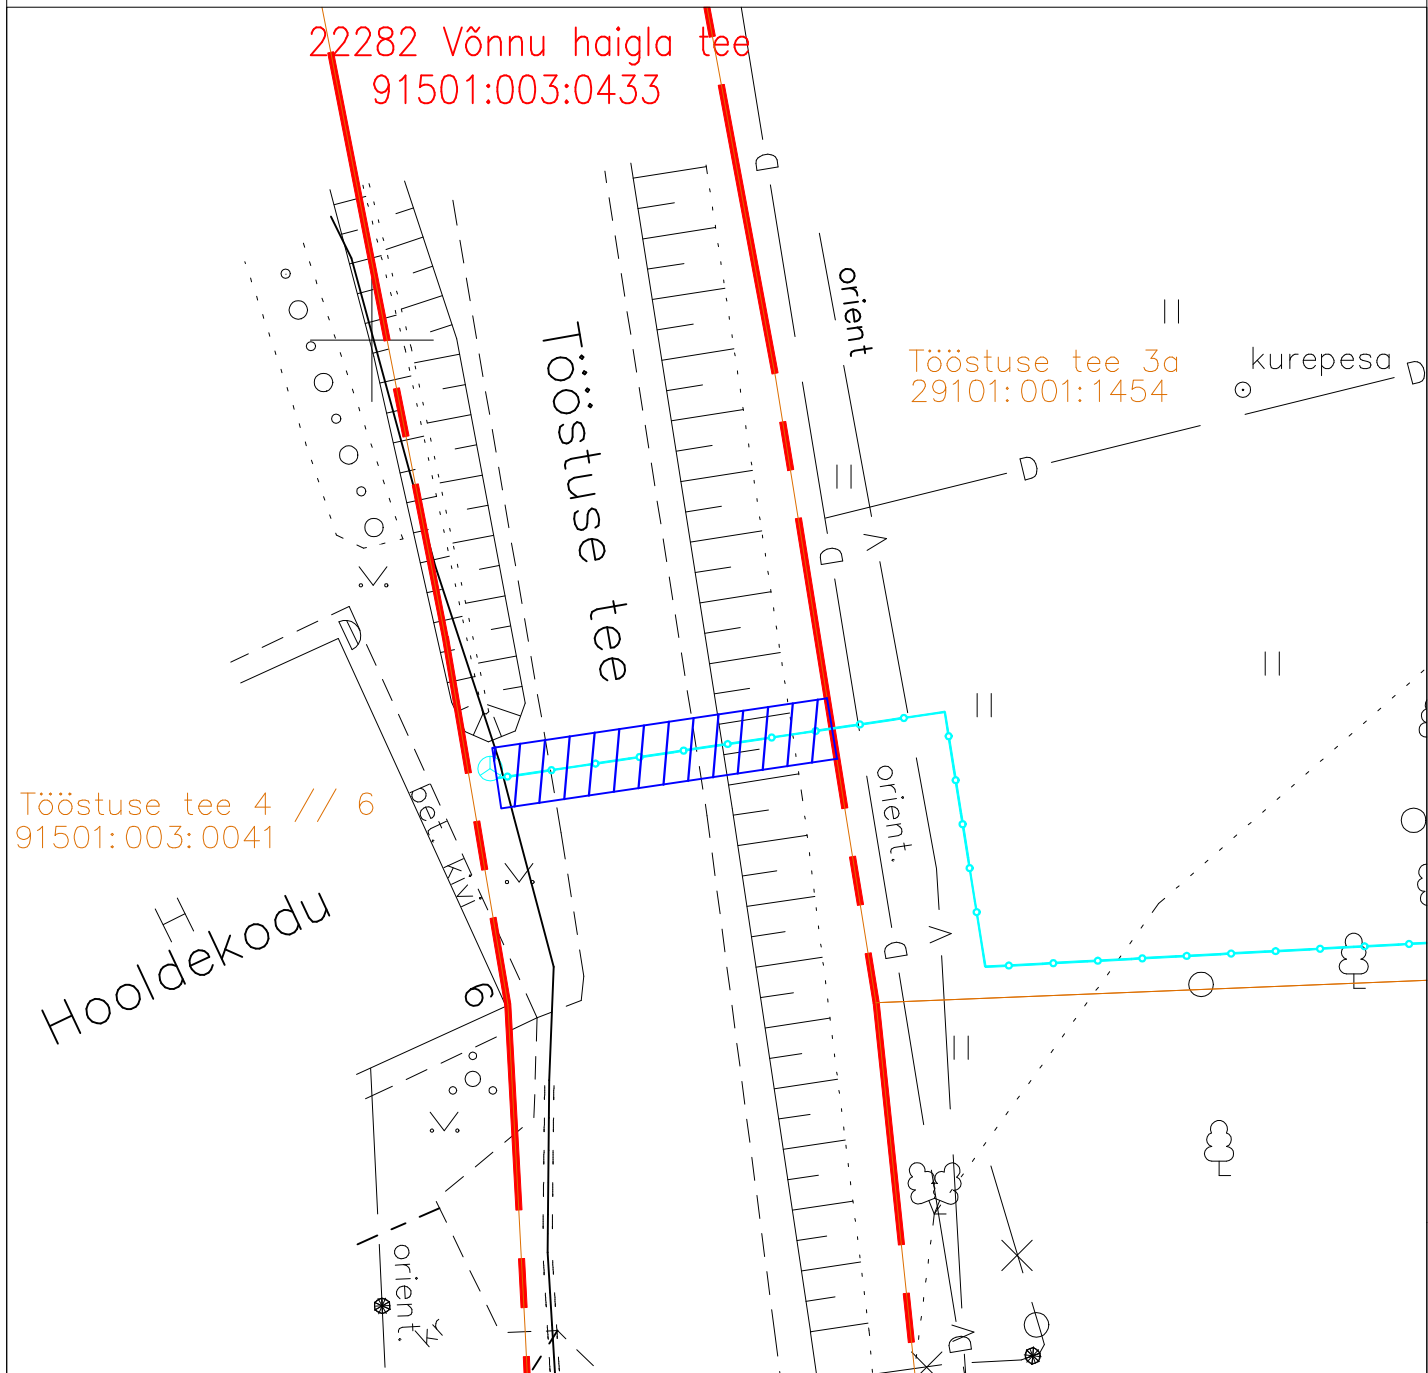 22282 Võnnu haigla tee
91501:003:0433
D
orient
Tööstuse tee 3a
29101:001:1454
kurepesa
D
D
Tööstuse tee
V
D
D
Tööstuse tee 4 // 6
91501:003:0041
bet. kivi
orient.
H
Hooldekodu
6
V
D
orient.
kr
D
V